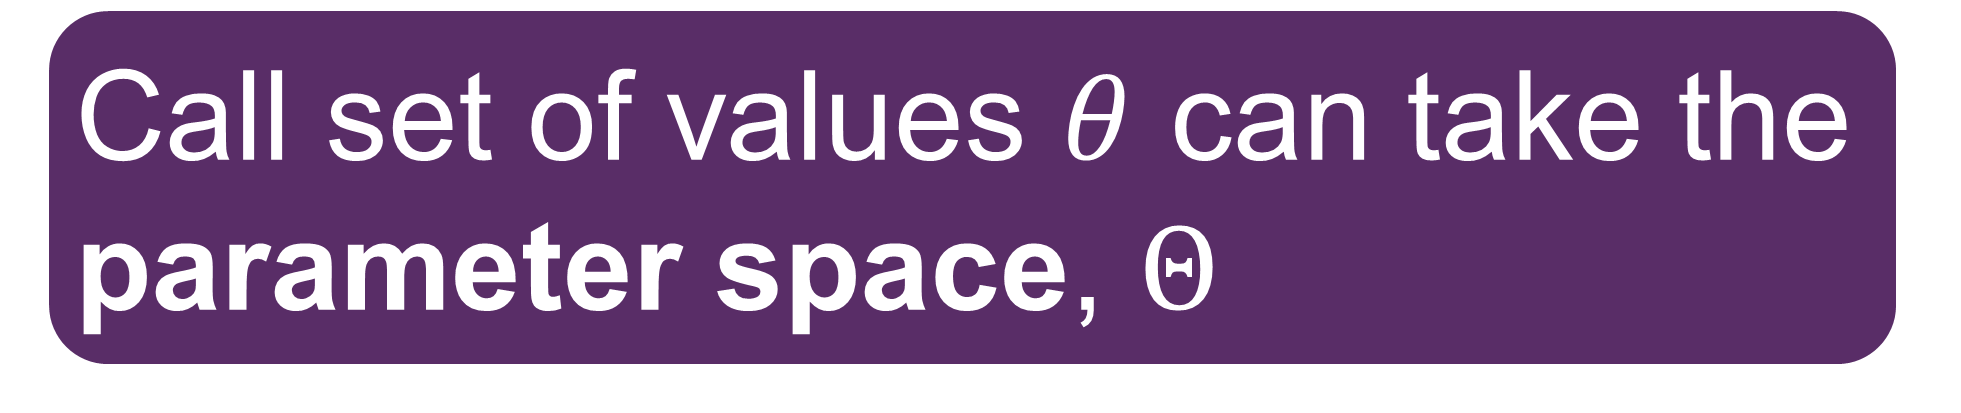 Call set of values θ can take the
parameter space, Θ